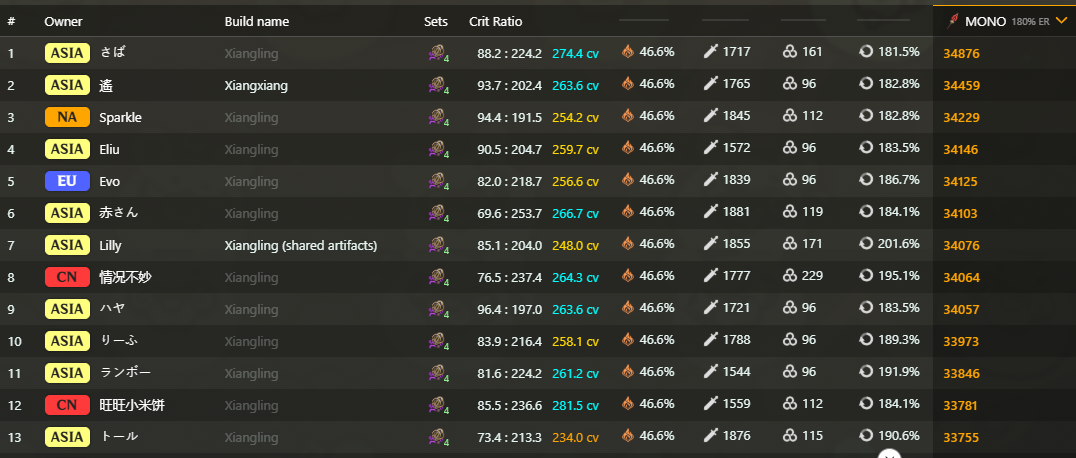 # Owner Build name Sets Crit Ratio MONO 180% ER
1 ASIA さば Xiangling 4 88.2 : 224.2 274.4 cv 46.6% 1717 161 181.5% 34876
2 ASIA 遙 Xiangxiang 4 93.7 : 202.4 263.6 cv 46.6% 1765 96 182.8% 34459
3 NA Sparkle Xiangling 4 94.4 : 191.5 254.2 cv 46.6% 1845 112 182.8% 34229
4 ASIA Eliu Xiangling 4 90.5 : 204.7 259.7 cv 46.6% 1572 96 183.5% 34146
5 EU Evo Xiangling 4 82.0 : 218.7 256.6 cv 46.6% 1839 96 186.7% 34125
6 ASIA 赤さん Xiangling 4 69.6 : 253.7 266.7 cv 46.6% 1881 119 184.1% 34103
7 ASIA Lilly Xiangling (shared artifacts) 4 85.1 : 204.0 248.0 cv 46.6% 1855 171 201.6% 34076
8 CN 情况不妙 Xiangling 4 76.5 : 237.4 264.3 cv 46.6% 1777 229 195.1% 34064
9 ASIA ハヤ Xiangling 4 96.4 : 197.0 263.6 cv 46.6% 1721 96 183.5% 34057
10 ASIA りーふ Xiangling 4 83.9 : 216.4 258.1 cv 46.6% 1788 96 189.3% 33973
11 ASIA ランボー Xiangling 4 81.6 : 224.2 261.2 cv 46.6% 1544 96 191.9% 33846
12 CN 旺旺小米饼 Xiangling 4 85.5 : 236.6 281.5 cv 46.6% 1559 112 184.1% 33781
13 ASIA トール Xiangling 4 73.4 : 213.3 234.0 cv 46.6% 1876 115 190.6% 33755